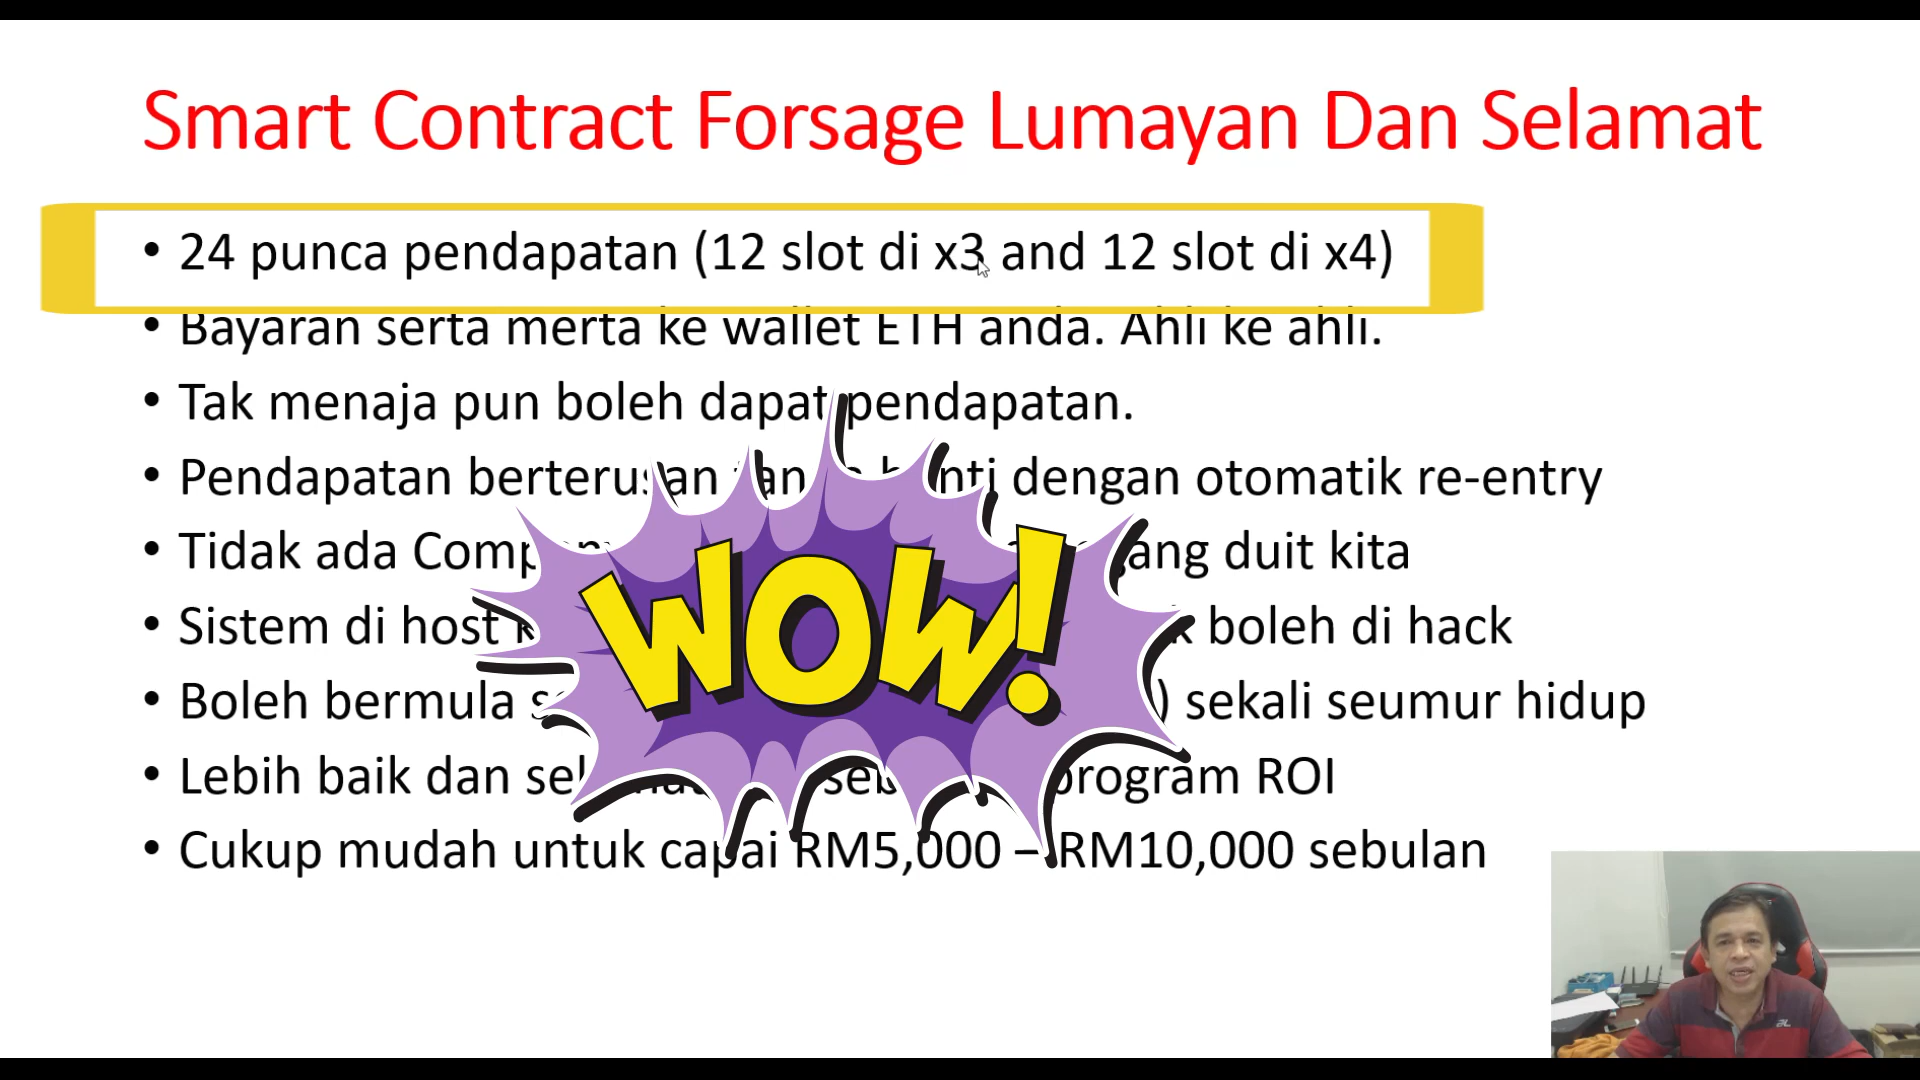 Smart Contract Forsage Lumayan Dan Selamat
• 24 punca pendapatan (12 slot di x3 and 12 slot di x4)
• Bayaran serta merta ke wallet ETH anda. Ahli ke ahli.
• Tak menaja pun boleh dapat pendapatan.
• Pendapatan berterusan dengan otomatik re-entry
• Tidak ada duit kita
• Sistem di host boleh di hack
WOW!
• Boleh bermula sekali seumur hidup
• Lebih baik dan program ROI
• Cukup mudah untuk capai RM5,000 – RM10,000 sebulan